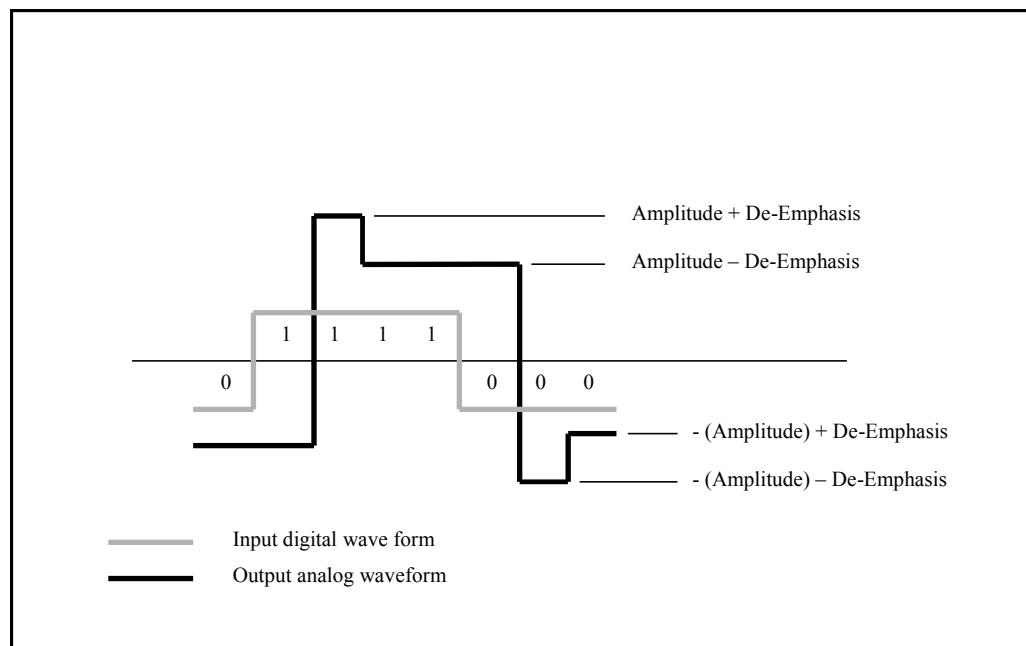 Amplitude + De-Emphasis
Amplitude – De-Emphasis
1 1 1 1
0 0 0 0
- (Amplitude) + De-Emphasis
- (Amplitude) – De-Emphasis
Input digital wave form
Output analog waveform